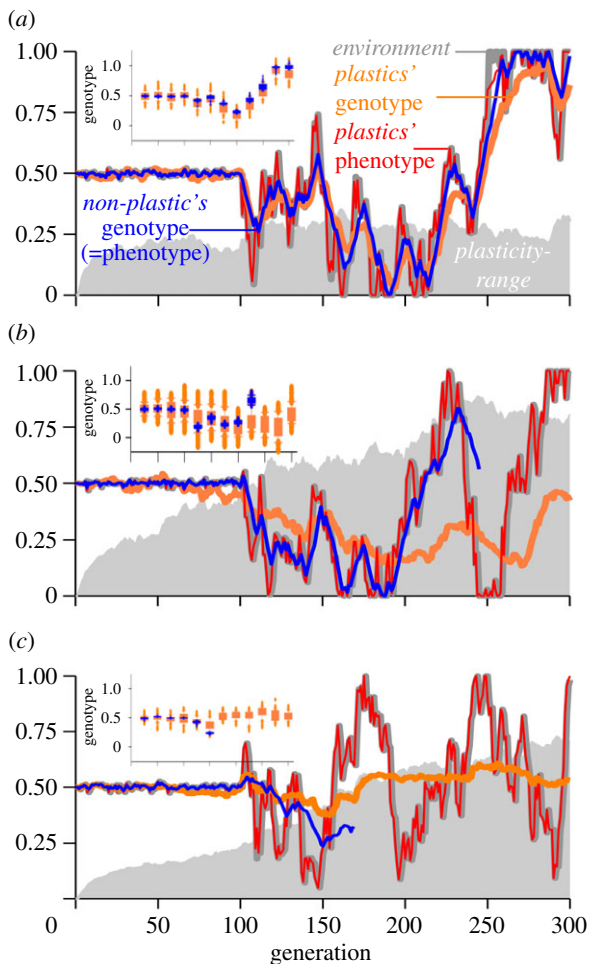 (a)
1.00
0.75
0.50
0.25
0
genotype
1.0
0.5
0
environment
plastics'
genotype
plastics'
phenotype
non-plastic's
genotype
(=phenotype)
plasticity-
range
(b)
1.00
0.75
0.50
0.25
0
genotype
1.0
0.5
0
(c)
1.00
0.75
0.50
0.25
genotype
1.0
0.5
0
0
0 50 100 150 200 250 300
generation